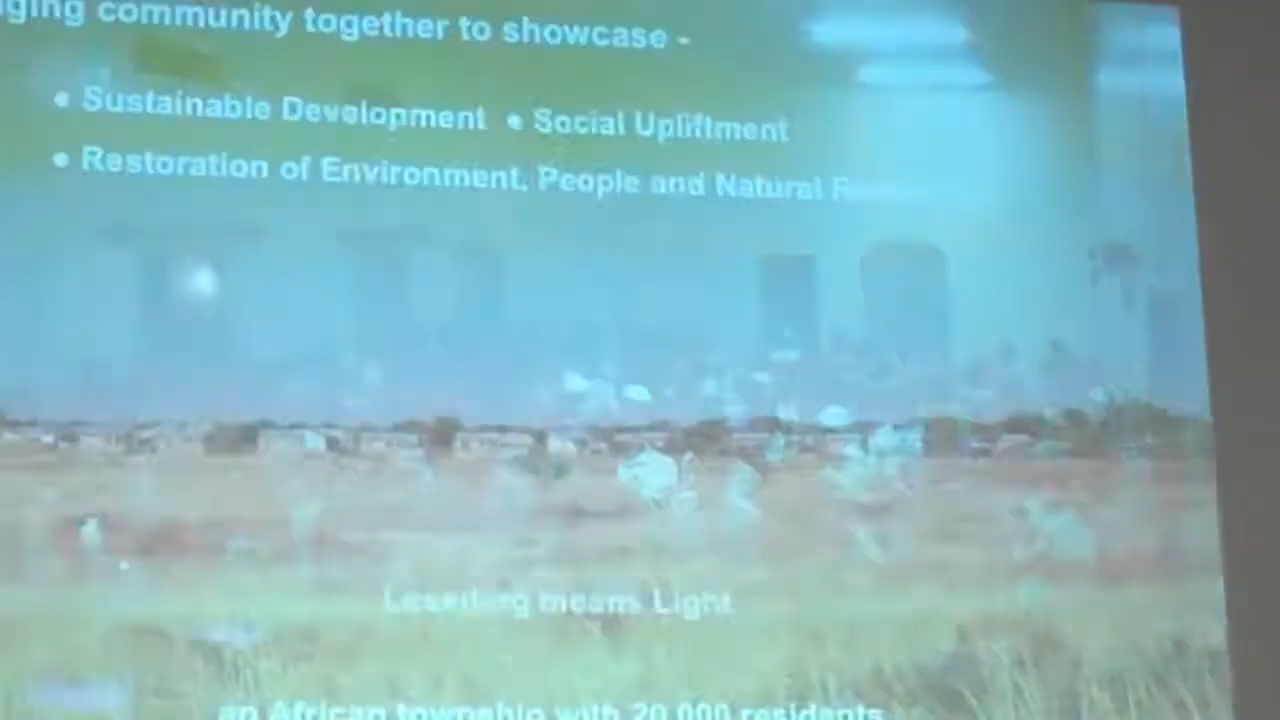 ging community together to showcase -
• Sustainable Development • Social Upliftment
• Restoration of Environment, People and Natural
means Light
an African township with 20 000 residents